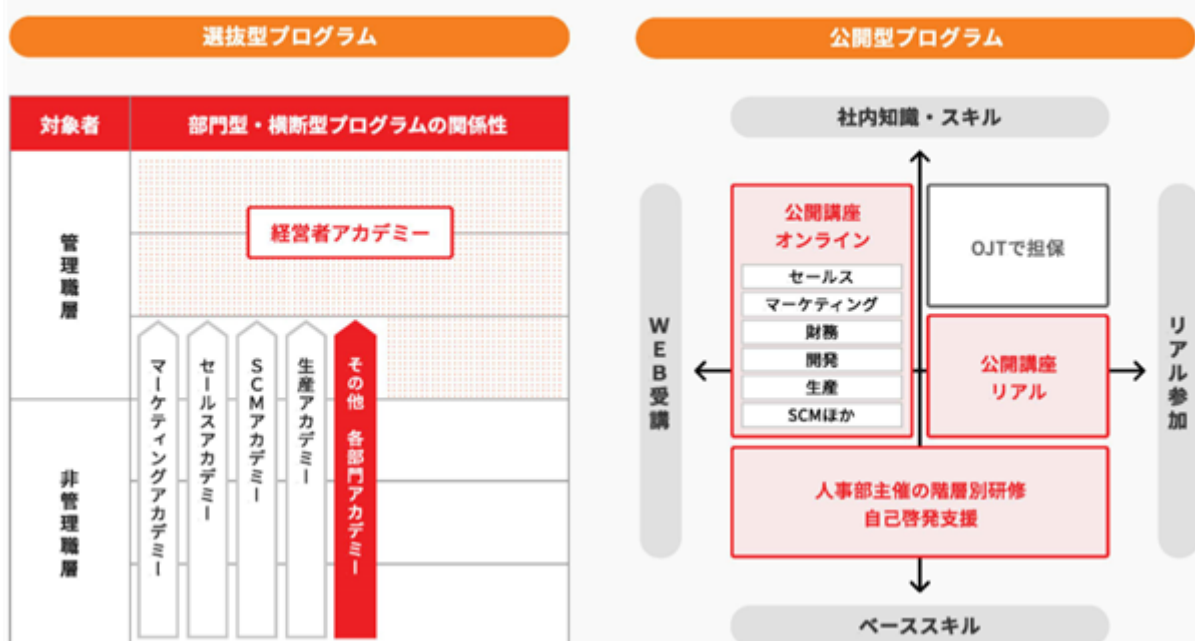 選抜型プログラム
対象者
部門型・横断型プログラムの関係性
管理職層
経営者アカデミー
非管理職層
マーケティングアカデミー
セールスアカデミー
SCMアカデミー
生産アカデミー
その他 各部門アカデミー
公開型プログラム
社内知識・スキル
WEB受講
公開講座
オンライン
セールス
マーケティング
財務
開発
生産
SCMほか
OJTで担保
公開講座
リアル
リアル参加
人事部主催の階層別研修
自己啓発支援
ベーススキル